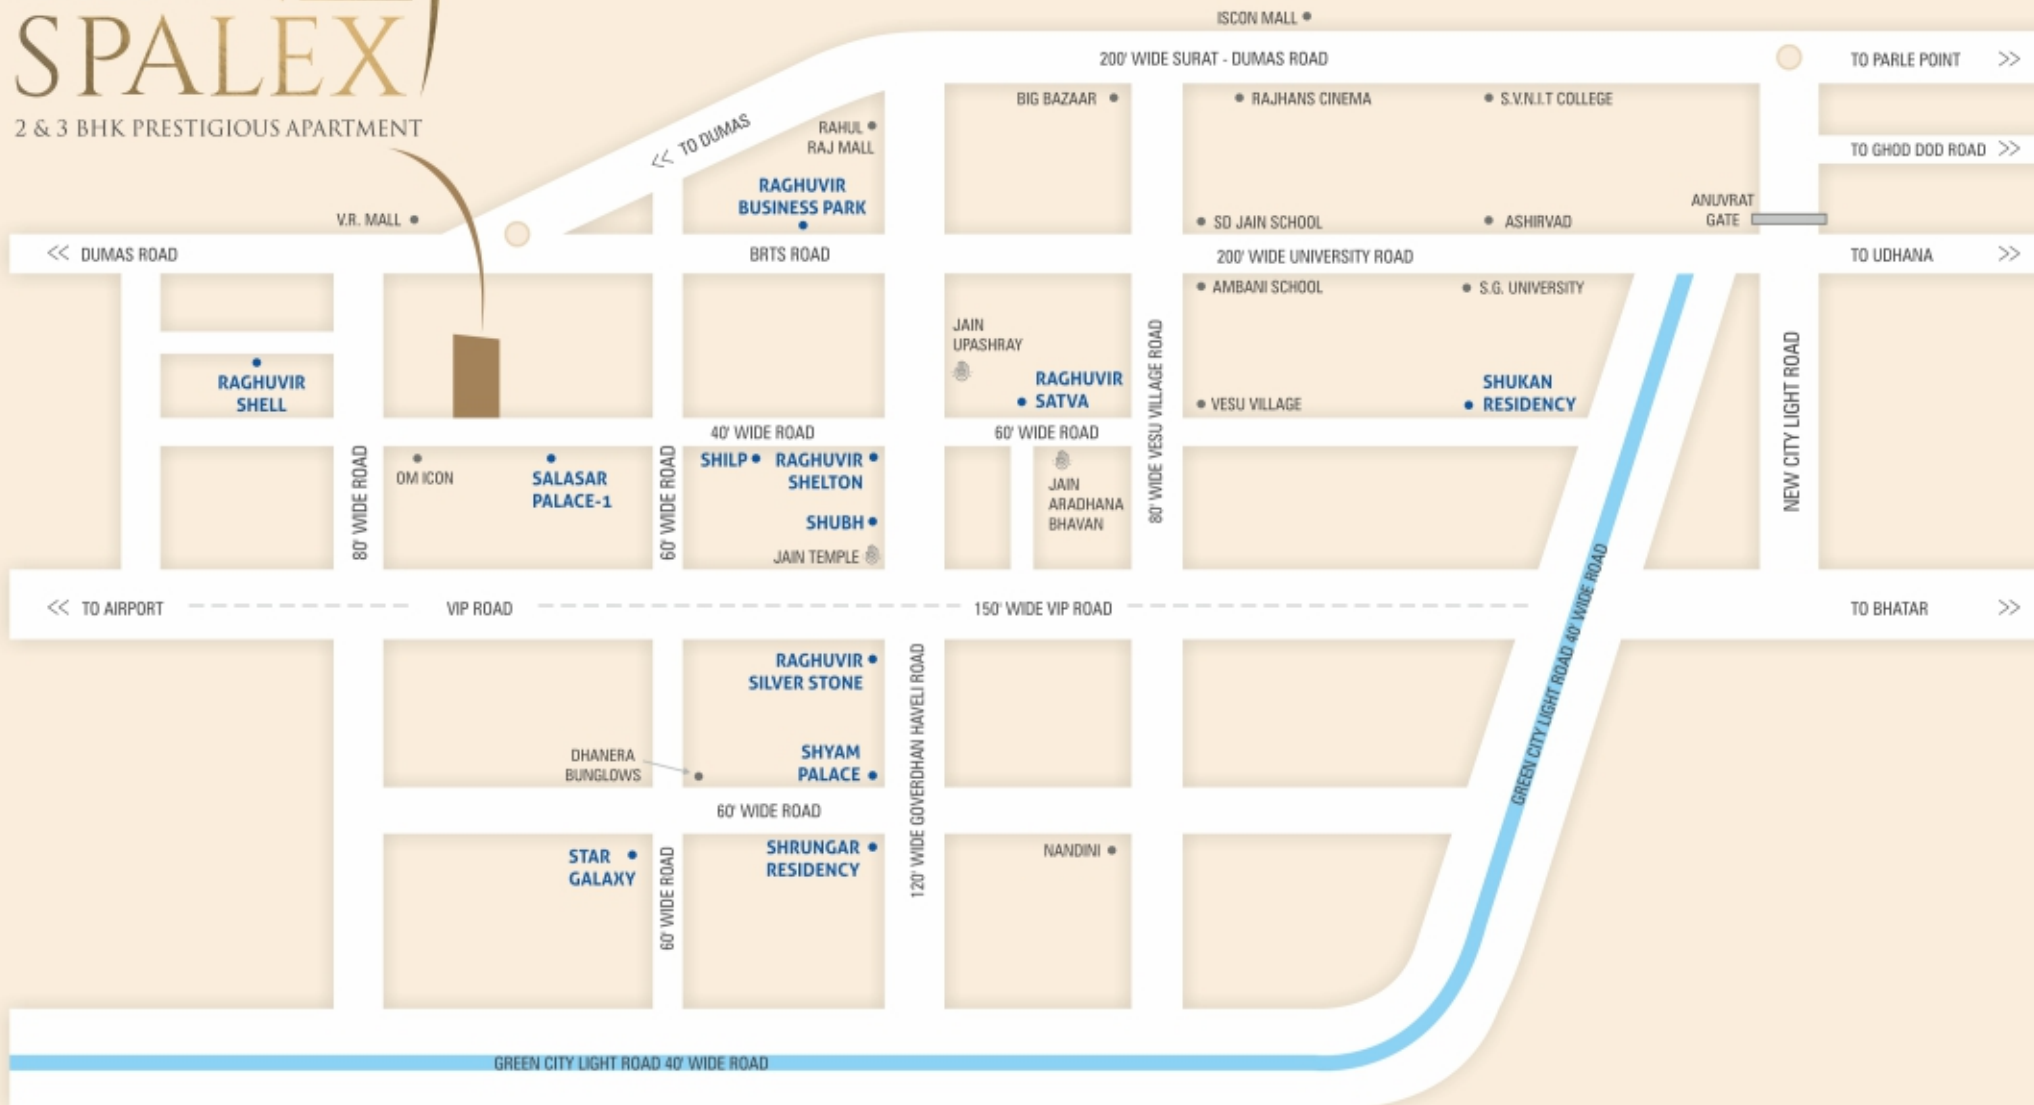 SPALEX
2 & 3 BHK PRESTIGIOUS APARTMENT
ISCON MALL
200' WIDE SURAT - DUMAS ROAD
TO PARLE POINT >>
BIG BAZAAR
RAJHANS CINEMA
S.V.N.I.T COLLEGE
<< TO DUMAS
RAHUL
RAJ MALL
TO GHOD DOD ROAD >>
RAGHUVIR
BUSINESS PARK
ANUVRAT
GATE
V.R. MALL
SD JAIN SCHOOL
ASHIRVAD
<< DUMAS ROAD
BRTS ROAD
200' WIDE UNIVERSITY ROAD
TO UDHANA >>
AMBANI SCHOOL
S.G. UNIVERSITY
JAIN
UPASHRAY
RAGHUVIR
SHELL
RAGHUVIR
SATVA
80' WIDE VESU VILLAGE ROAD
VESU VILLAGE
SHUKAN
RESIDENCY
NEW CITY LIGHT ROAD
40' WIDE ROAD
60' WIDE ROAD
80' WIDE ROAD
OM ICON
SALASAR
PALACE-1
60' WIDE ROAD
SHILP
RAGHUVIR
SHELTON
SHUBH
JAIN TEMPLE
JAIN
ARADHANA
BHAVAN
<< TO AIRPORT
VIP ROAD
150' WIDE VIP ROAD
TO BHATAR >>
GREEN CITY LIGHT ROAD 40' WIDE ROAD
RAGHUVIR
SILVER STONE
120' WIDE GOVERDHAN HAVELI ROAD
DHANERA
BUNGLOWS
SHYAM
PALACE
60' WIDE ROAD
STAR
GALAXY
60' WIDE ROAD
SHRUNGAR
RESIDENCY
NANDINI
GREEN CITY LIGHT ROAD 40' WIDE ROAD